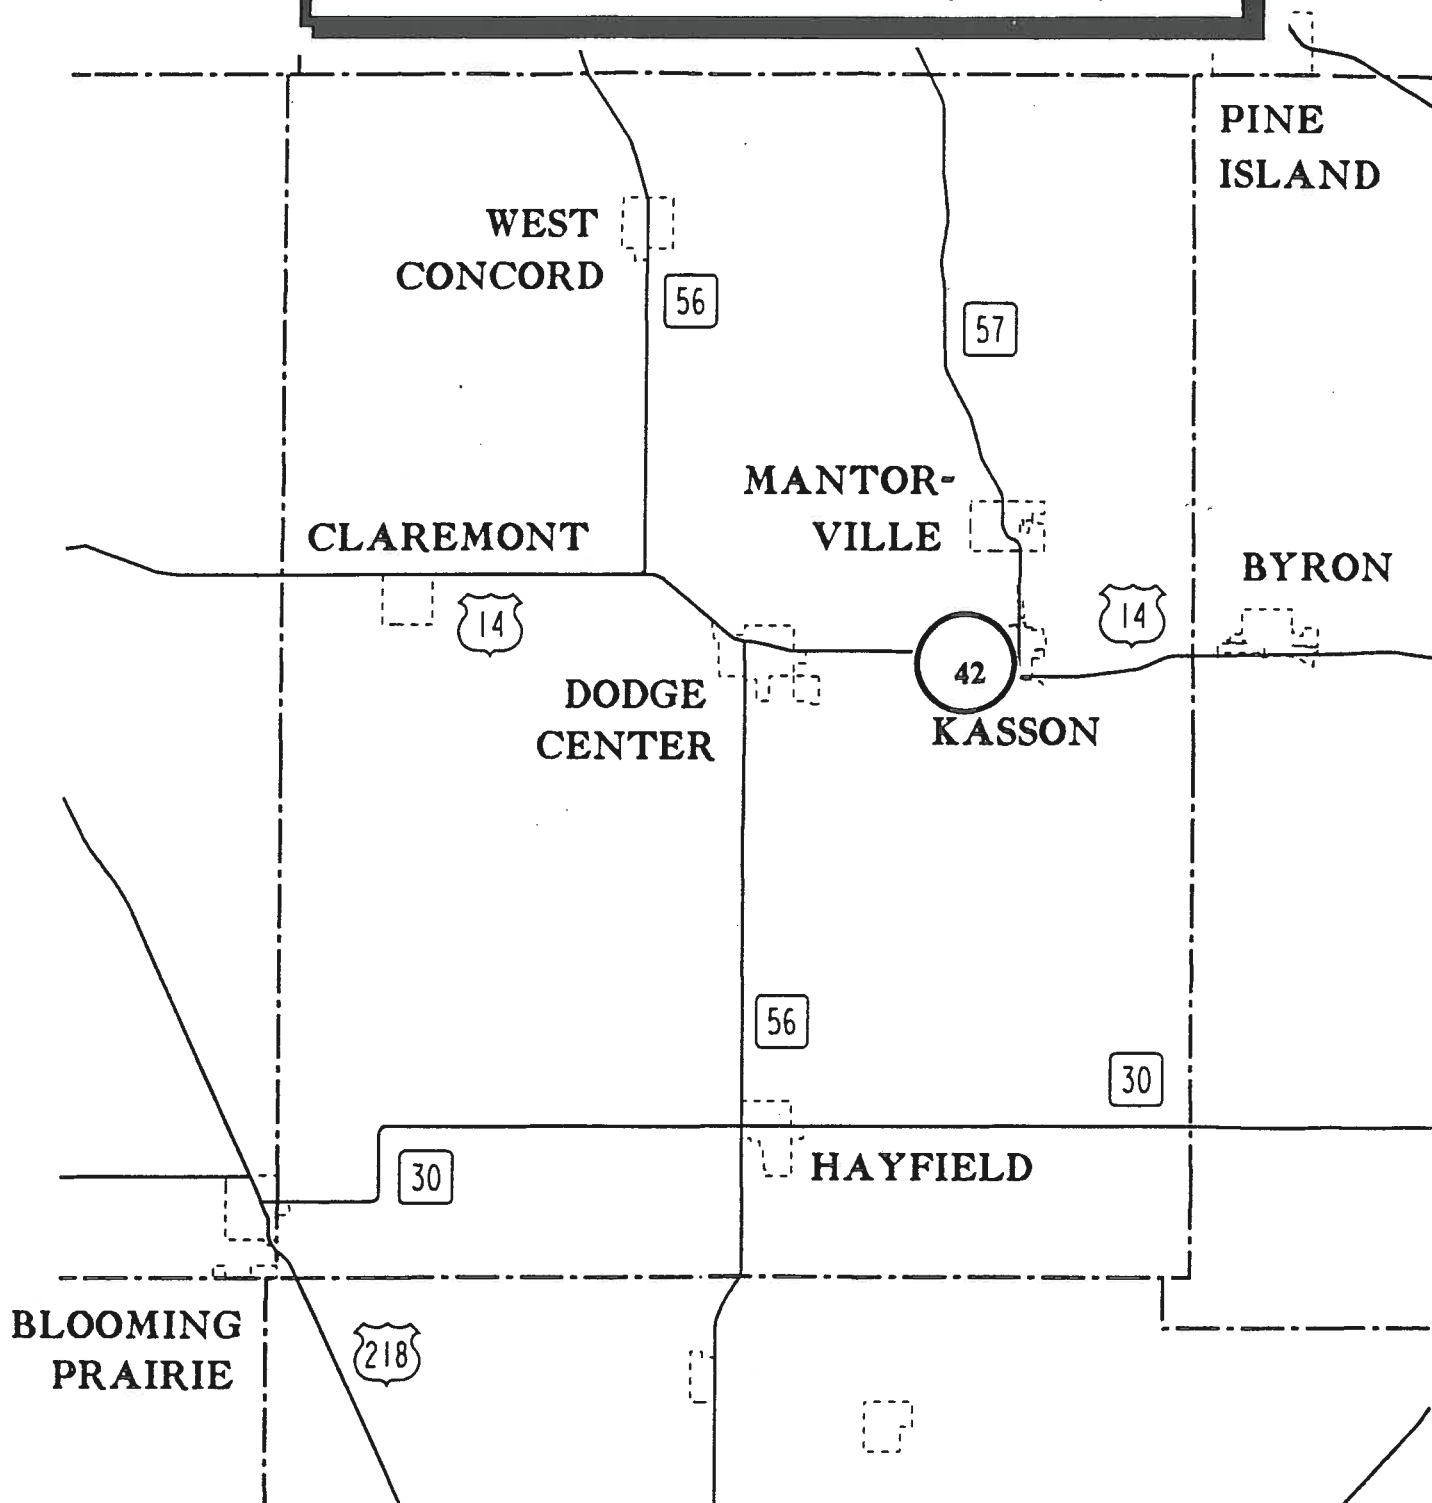 PINE
ISLAND
WEST
CONCORD
56
57
MANTOR-
VILLE
CLAREMONT
BYRON
14
14
42
DODGE
CENTER
KASSON
56
30
30
HAYFIELD
BLOOMING
PRAIRIE
218